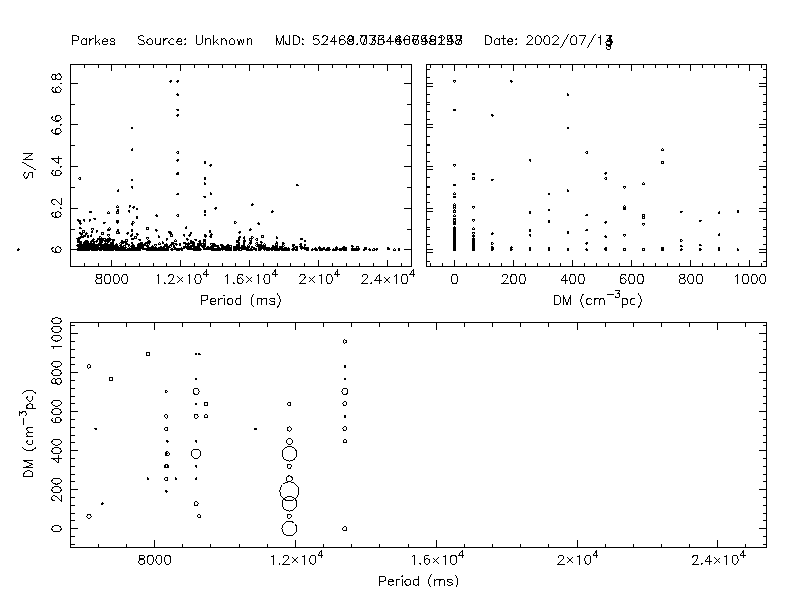 Parkes Source: Unknown MJD: Date: 2002/07/
6.8
6.6
6.4
6.2
6
S/N
8000 1.2×10⁴ 1.6×10⁴ 2×10⁴ 2.4×10⁴
Period (ms)
0 200 400 600 800 1000
DM (cm⁻³pc)
1000
800
600
400
200
0
DM (cm⁻³pc)
8000 1.2×10⁴ 1.6×10⁴ 2×10⁴ 2.4×10⁴
Period (ms)